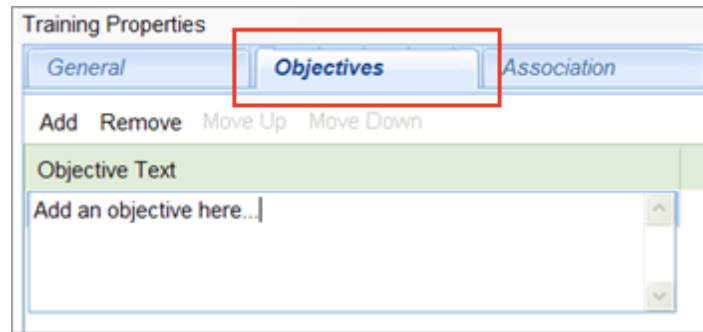 Training Properties
General Objectives Association
Add Remove Move Up Move Down
Objective Text
Add an objective here...